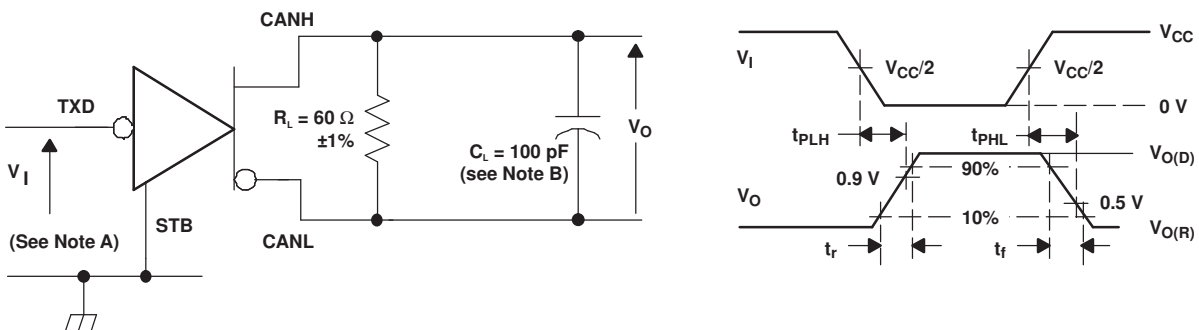 CANH
TXD
R_L = 60 Ω
±1%
C_L = 100 pF
(see Note B)
V_O
V_I
(See Note A)
STB
CANL
V_I
V_CC/2
V_CC/2
V_CC
0 V
t_PLH
t_PHL
V_O
0.9 V
90%
10%
0.5 V
V_O(D)
V_O(R)
t_r
t_f